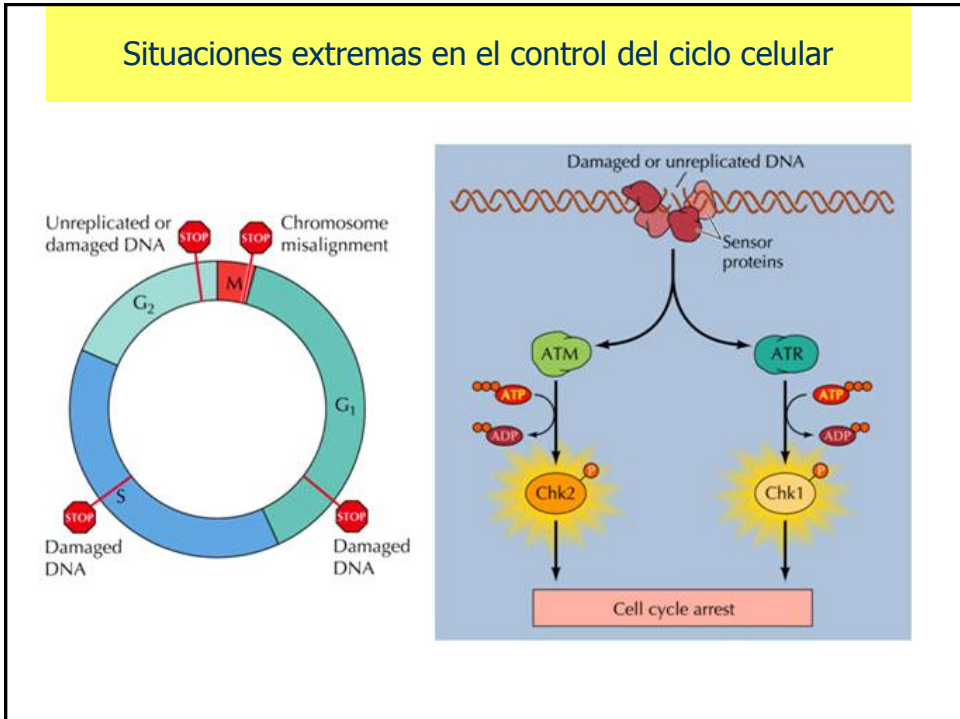 Situaciones extremas en el control del ciclo celular
Unreplicated or
damaged DNA
STOP
STOP
Chromosome
misalignment
M
G2
G1
S
STOP
Damaged
DNA
STOP
Damaged
DNA
Damaged or unreplicated DNA
Sensor
proteins
ATM
ATR
ATP
ADP
ATP
ADP
P
Chk2
P
Chk1
Cell cycle arrest